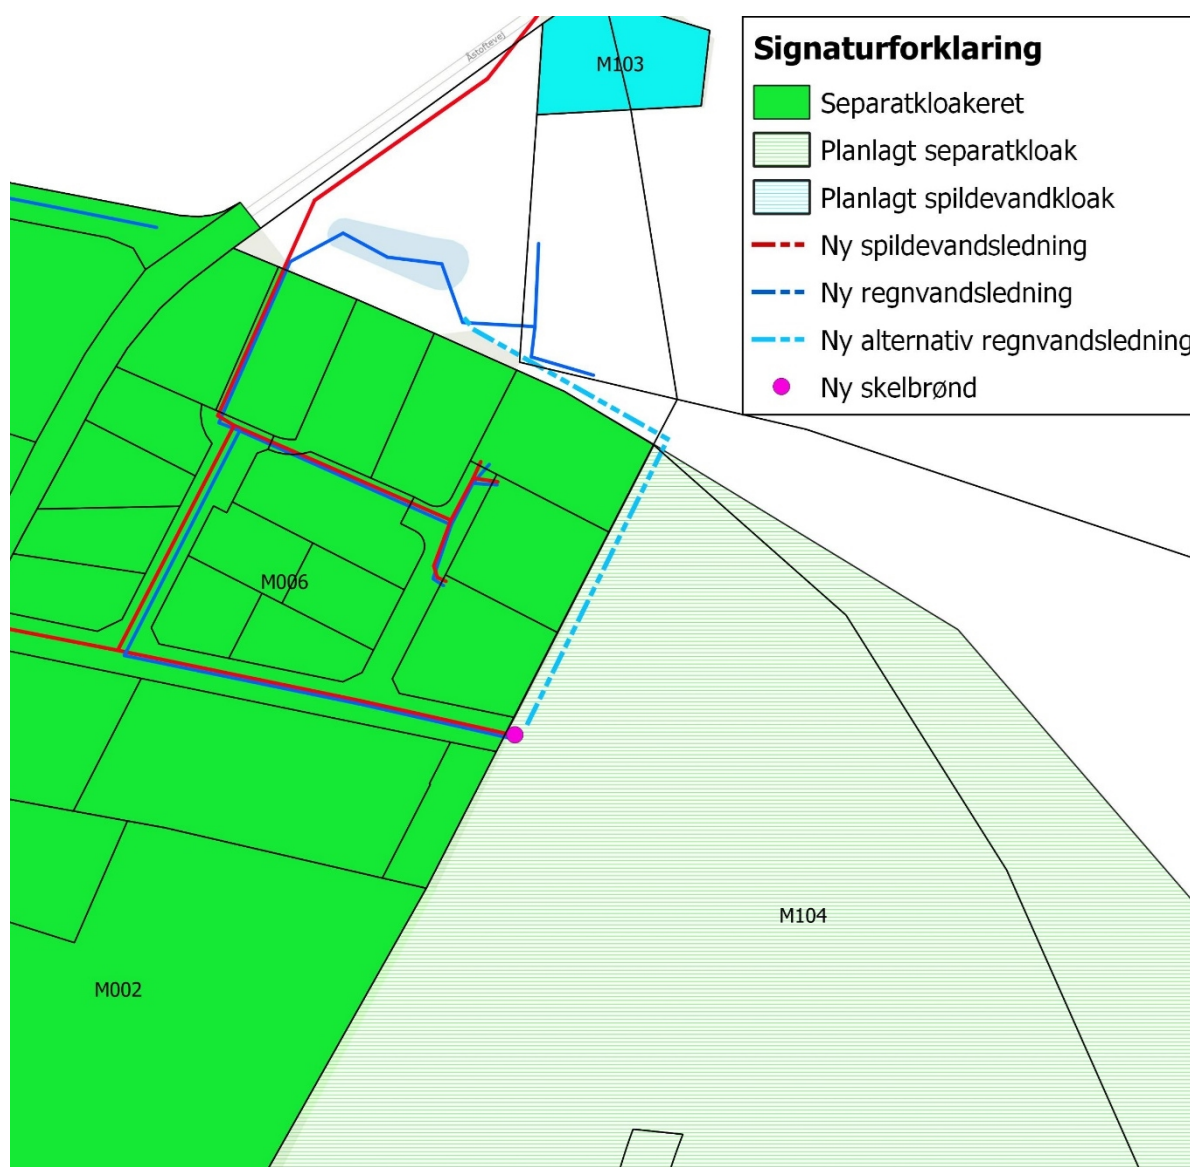 Åstoftevej
M103
Signaturforklaring
Separatkloakeret
Planlagt separatkloak
Planlagt spildevandkloak
Ny spildevandsledning
Ny regnvandsledning
Ny alternativ regnvandsledning
Ny skelbrønd
M006
M104
M002